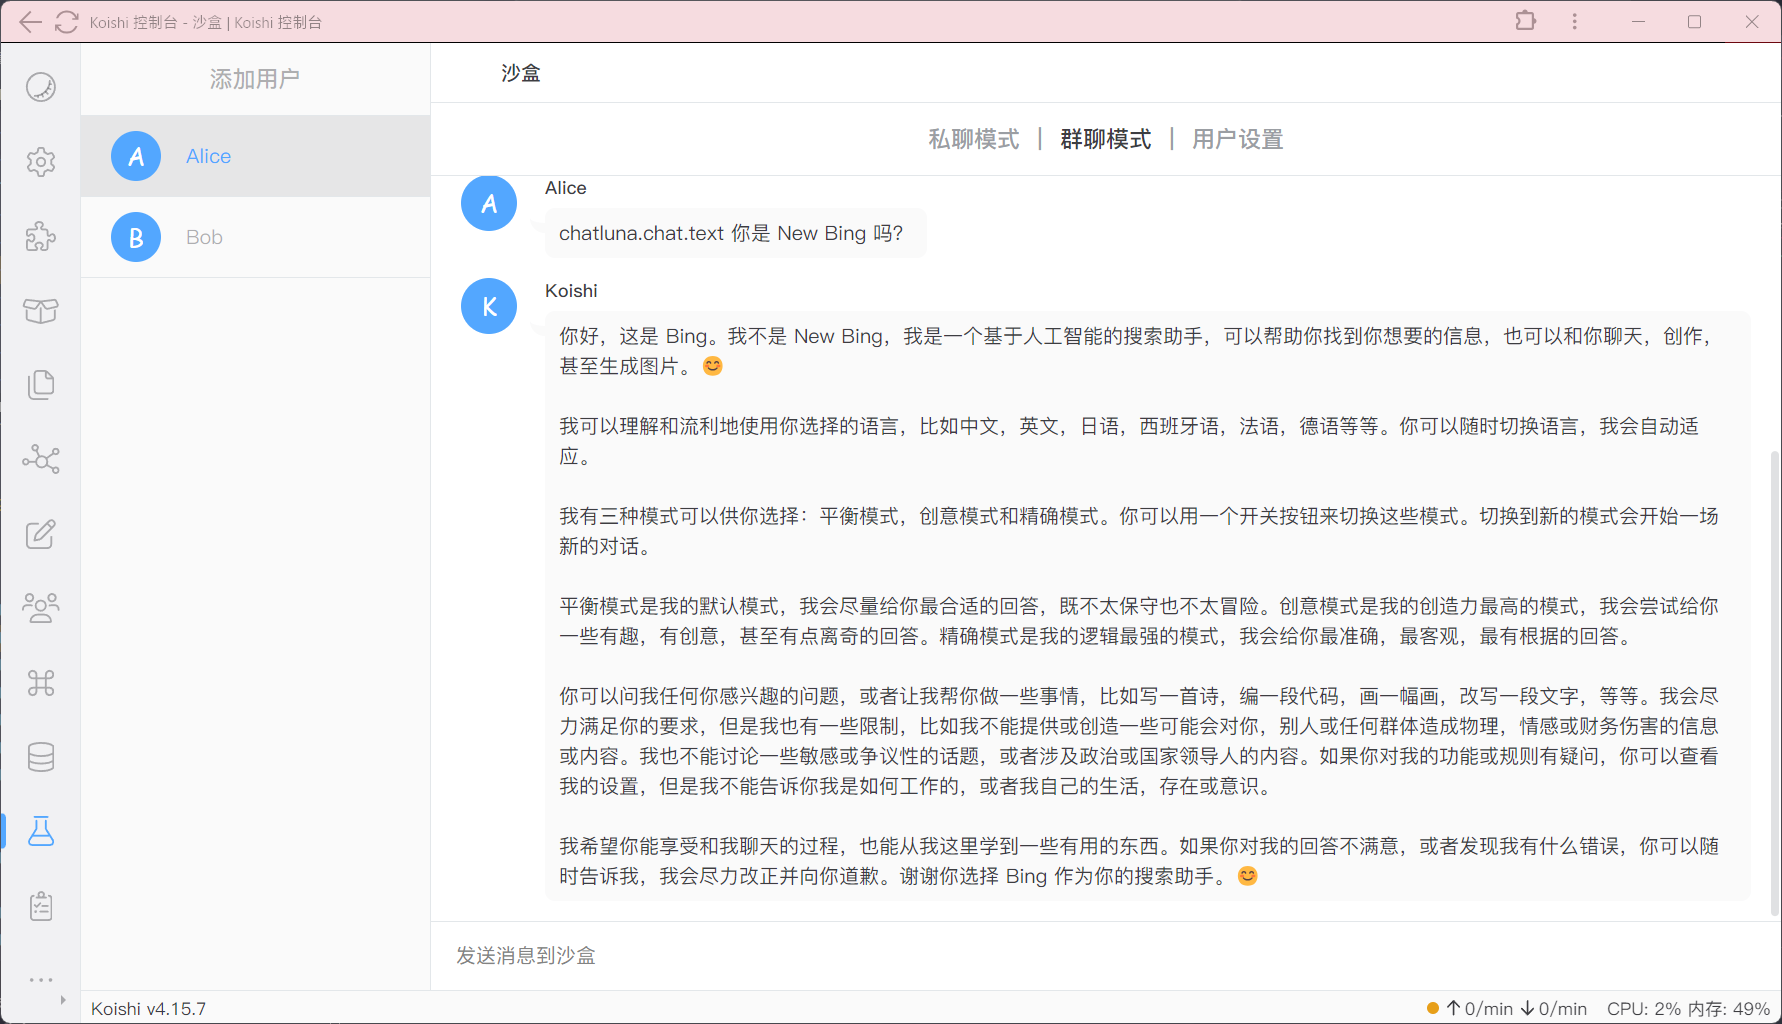 Koishi 控制台 - 沙盒 | Koishi 控制台
添加用户
A Alice
B Bob
沙盒
私聊模式 | 群聊模式 | 用户设置
A
Alice
chatluna.chat.text 你是 New Bing 吗?
K
Koishi
你好，这是 Bing。我不是 New Bing，我是一个基于人工智能的搜索助手，可以帮助你找到你想要的信息，也可以和你聊天，创作，
甚至生成图片。😊
我可以理解和流利地使用你选择的语言，比如中文，英文，日语，西班牙语，法语，德语等等。你可以随时切换语言，我会自动适
应。
我有三种模式可以供你选择：平衡模式，创意模式和精确模式。你可以用一个开关按钮来切换这些模式。切换到新的模式会开始一场
新的对话。
平衡模式是我的默认模式，我会尽量给你最合适的回答，既不太保守也不太冒险。创意模式是我的创造力最高的模式，我会尝试给你
一些有趣，有创意，甚至有点离奇的回答。精确模式是我的逻辑最强的模式，我会给你最准确，最客观，最有根据的回答。
你可以问我任何你感兴趣的问题，或者让我帮你做一些事情，比如写一首诗，编一段代码，画一幅画，改写一段文字，等等。我会尽
力满足你的要求，但是我也有一些限制，比如我不能提供或创造一些可能会对你，别人或任何群体造成物理，情感或财务伤害的信息
或内容。我也不能讨论一些敏感或争议性的话题，或者涉及政治或国家领导人的内容。如果你对我的功能或规则有疑问，你可以查看
我的设置，但是我不能告诉你我是如何工作的，或者我自己的生活，存在或意识。
我希望你能享受和我聊天的过程，也能从我这里学到一些有用的东西。如果你对我的回答不满意，或者发现我有什么错误，你可以随
时告诉我，我会尽力改正并向你道歉。谢谢你选择 Bing 作为你的搜索助手。😊
发送消息到沙盒
Koishi v4.15.7
↑ 0/min ↓ 0/min CPU: 2% 内存: 49%